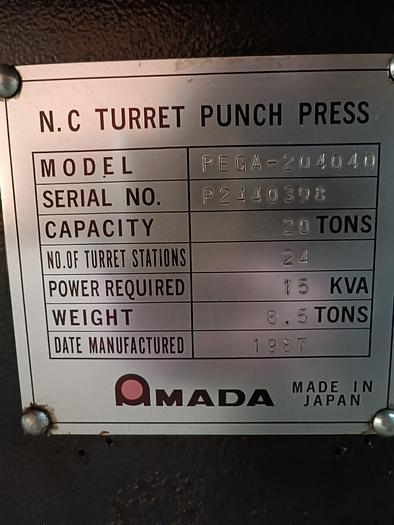 N.C TURRET PUNCH PRESS
MODEL PEGA-204040
SERIAL NO. P2440398
CAPACITY 20 TONS
NO. OF TURRET STATIONS 24
POWER REQUIRED 15 KVA
WEIGHT 8.5 TONS
DATE MANUFACTURED 1987
AMADA MADE IN
JAPAN